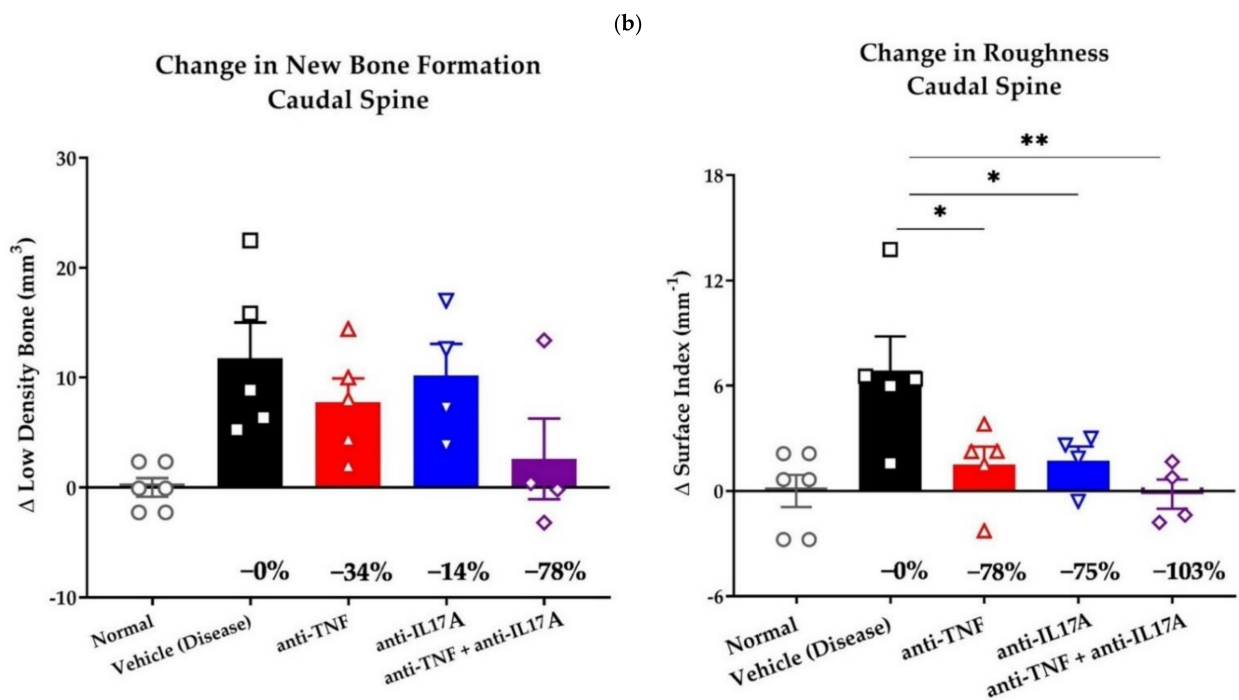 (b)
Change in New Bone Formation
Caudal Spine
Δ Low Density Bone (mm³)
30
20
10
0
-10
−0%
−34%
−14%
−78%
Normal
Vehicle (Disease)
anti-TNF
anti-IL17A
anti-TNF + anti-IL17A
Change in Roughness
Caudal Spine
Δ Surface Index (mm⁻¹)
18
12
6
0
-6
**
*
*
−0%
−78%
−75%
−103%
Normal
Vehicle (Disease)
anti-TNF
anti-IL17A
anti-TNF + anti-IL17A